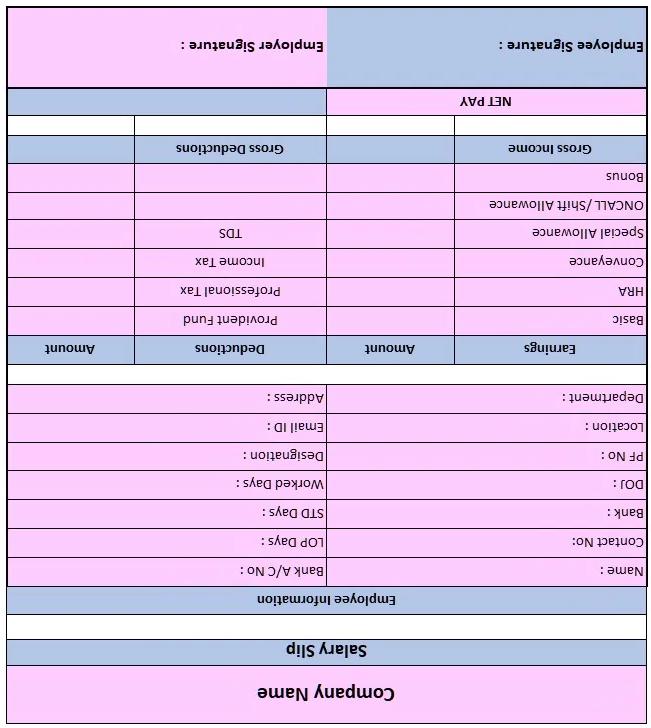 Company Name
Salary Slip
Employee Information
Name : Bank A/C No :
Contact No: LOP Days :
Bank : STD Days :
DOJ : Worked Days :
PF No : Designation :
Location : Email ID :
Department : Address :
Earnings Amount Deductions Amount
Basic Provident Fund
HRA Professional Tax
Conveyance Income Tax
Special Allowance TDS
ONCALL /Shift Allowance
Bonus
Gross Income Gross Deductions
NET PAY
Employee Signature : Employer Signature :